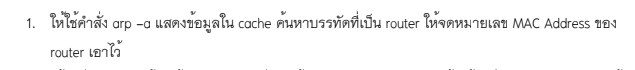 1. ให้ใช้คำสั่ง arp –a แสดงข้อมูลใน cache ค้นหาบรรทัดที่เป็น router ให้จดหมายเลข MAC Address ของ
router เอาไว้